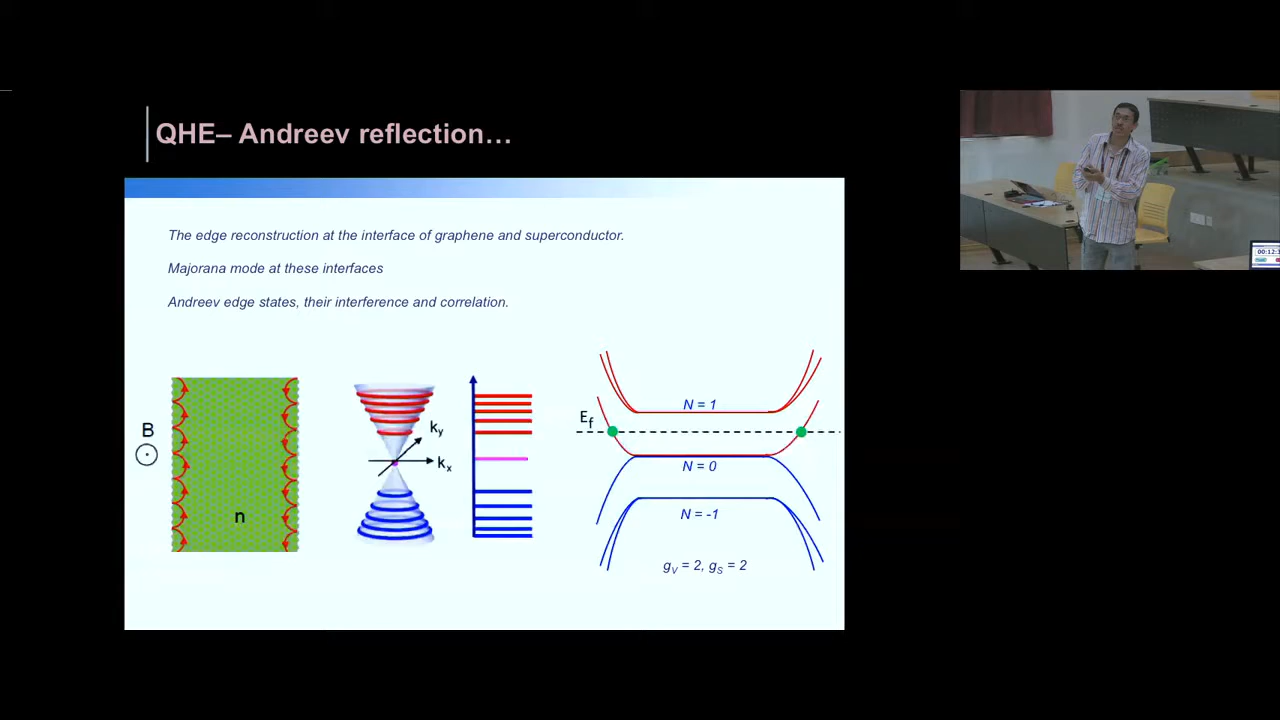 QHE– Andreev reflection…
The edge reconstruction at the interface of graphene and superconductor.
Majorana mode at these interfaces
Andreev edge states, their interference and correlation.
B
n
ky
kx
Ef
N = 1
N = 0
N = -1
gV = 2, gS = 2